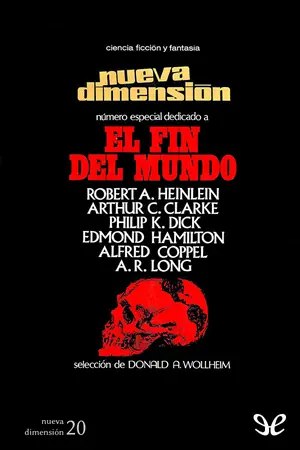 ciencia ficción y fantasia
nueva
dimensión
número especial dedicado a
EL FIN
DEL MUNDO
ROBERT A. HEINLEIN
ARTHUR C. CLARKE
PHILIP K. DICK
EDMOND HAMILTON
ALFRED COPPEL
A. R. LONG
selección de DONALD A. WOLLHEIM
nueva
dimensión 20